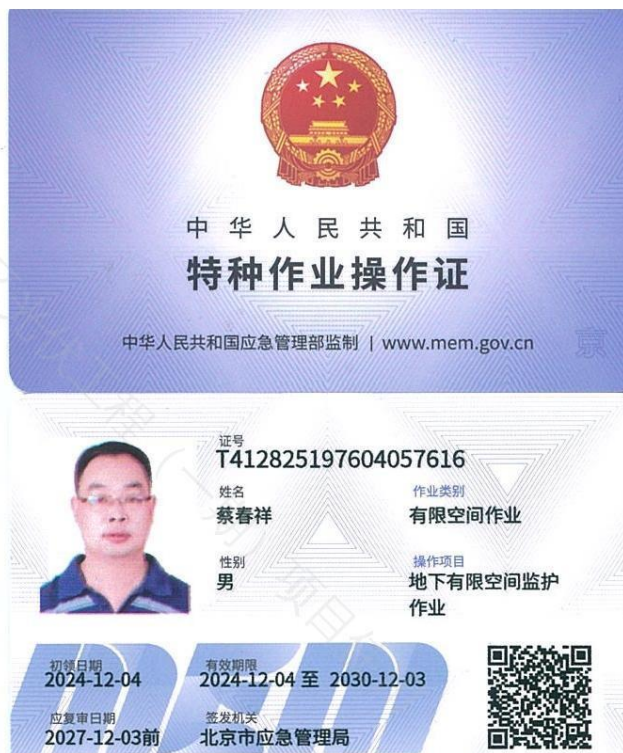 中华人民共和国
特种作业操作证
中华人民共和国应急管理部监制 | www.mem.gov.cn
京
证号
T412825197604057616
姓名
蔡春祥
作业类别
有限空间作业
性别
男
操作项目
地下有限空间监护
作业
初领日期
2024-12-04
有效期限
2024-12-04 至 2030-12-03
应复审日期
2027-12-03前
签发机关
北京市应急管理局